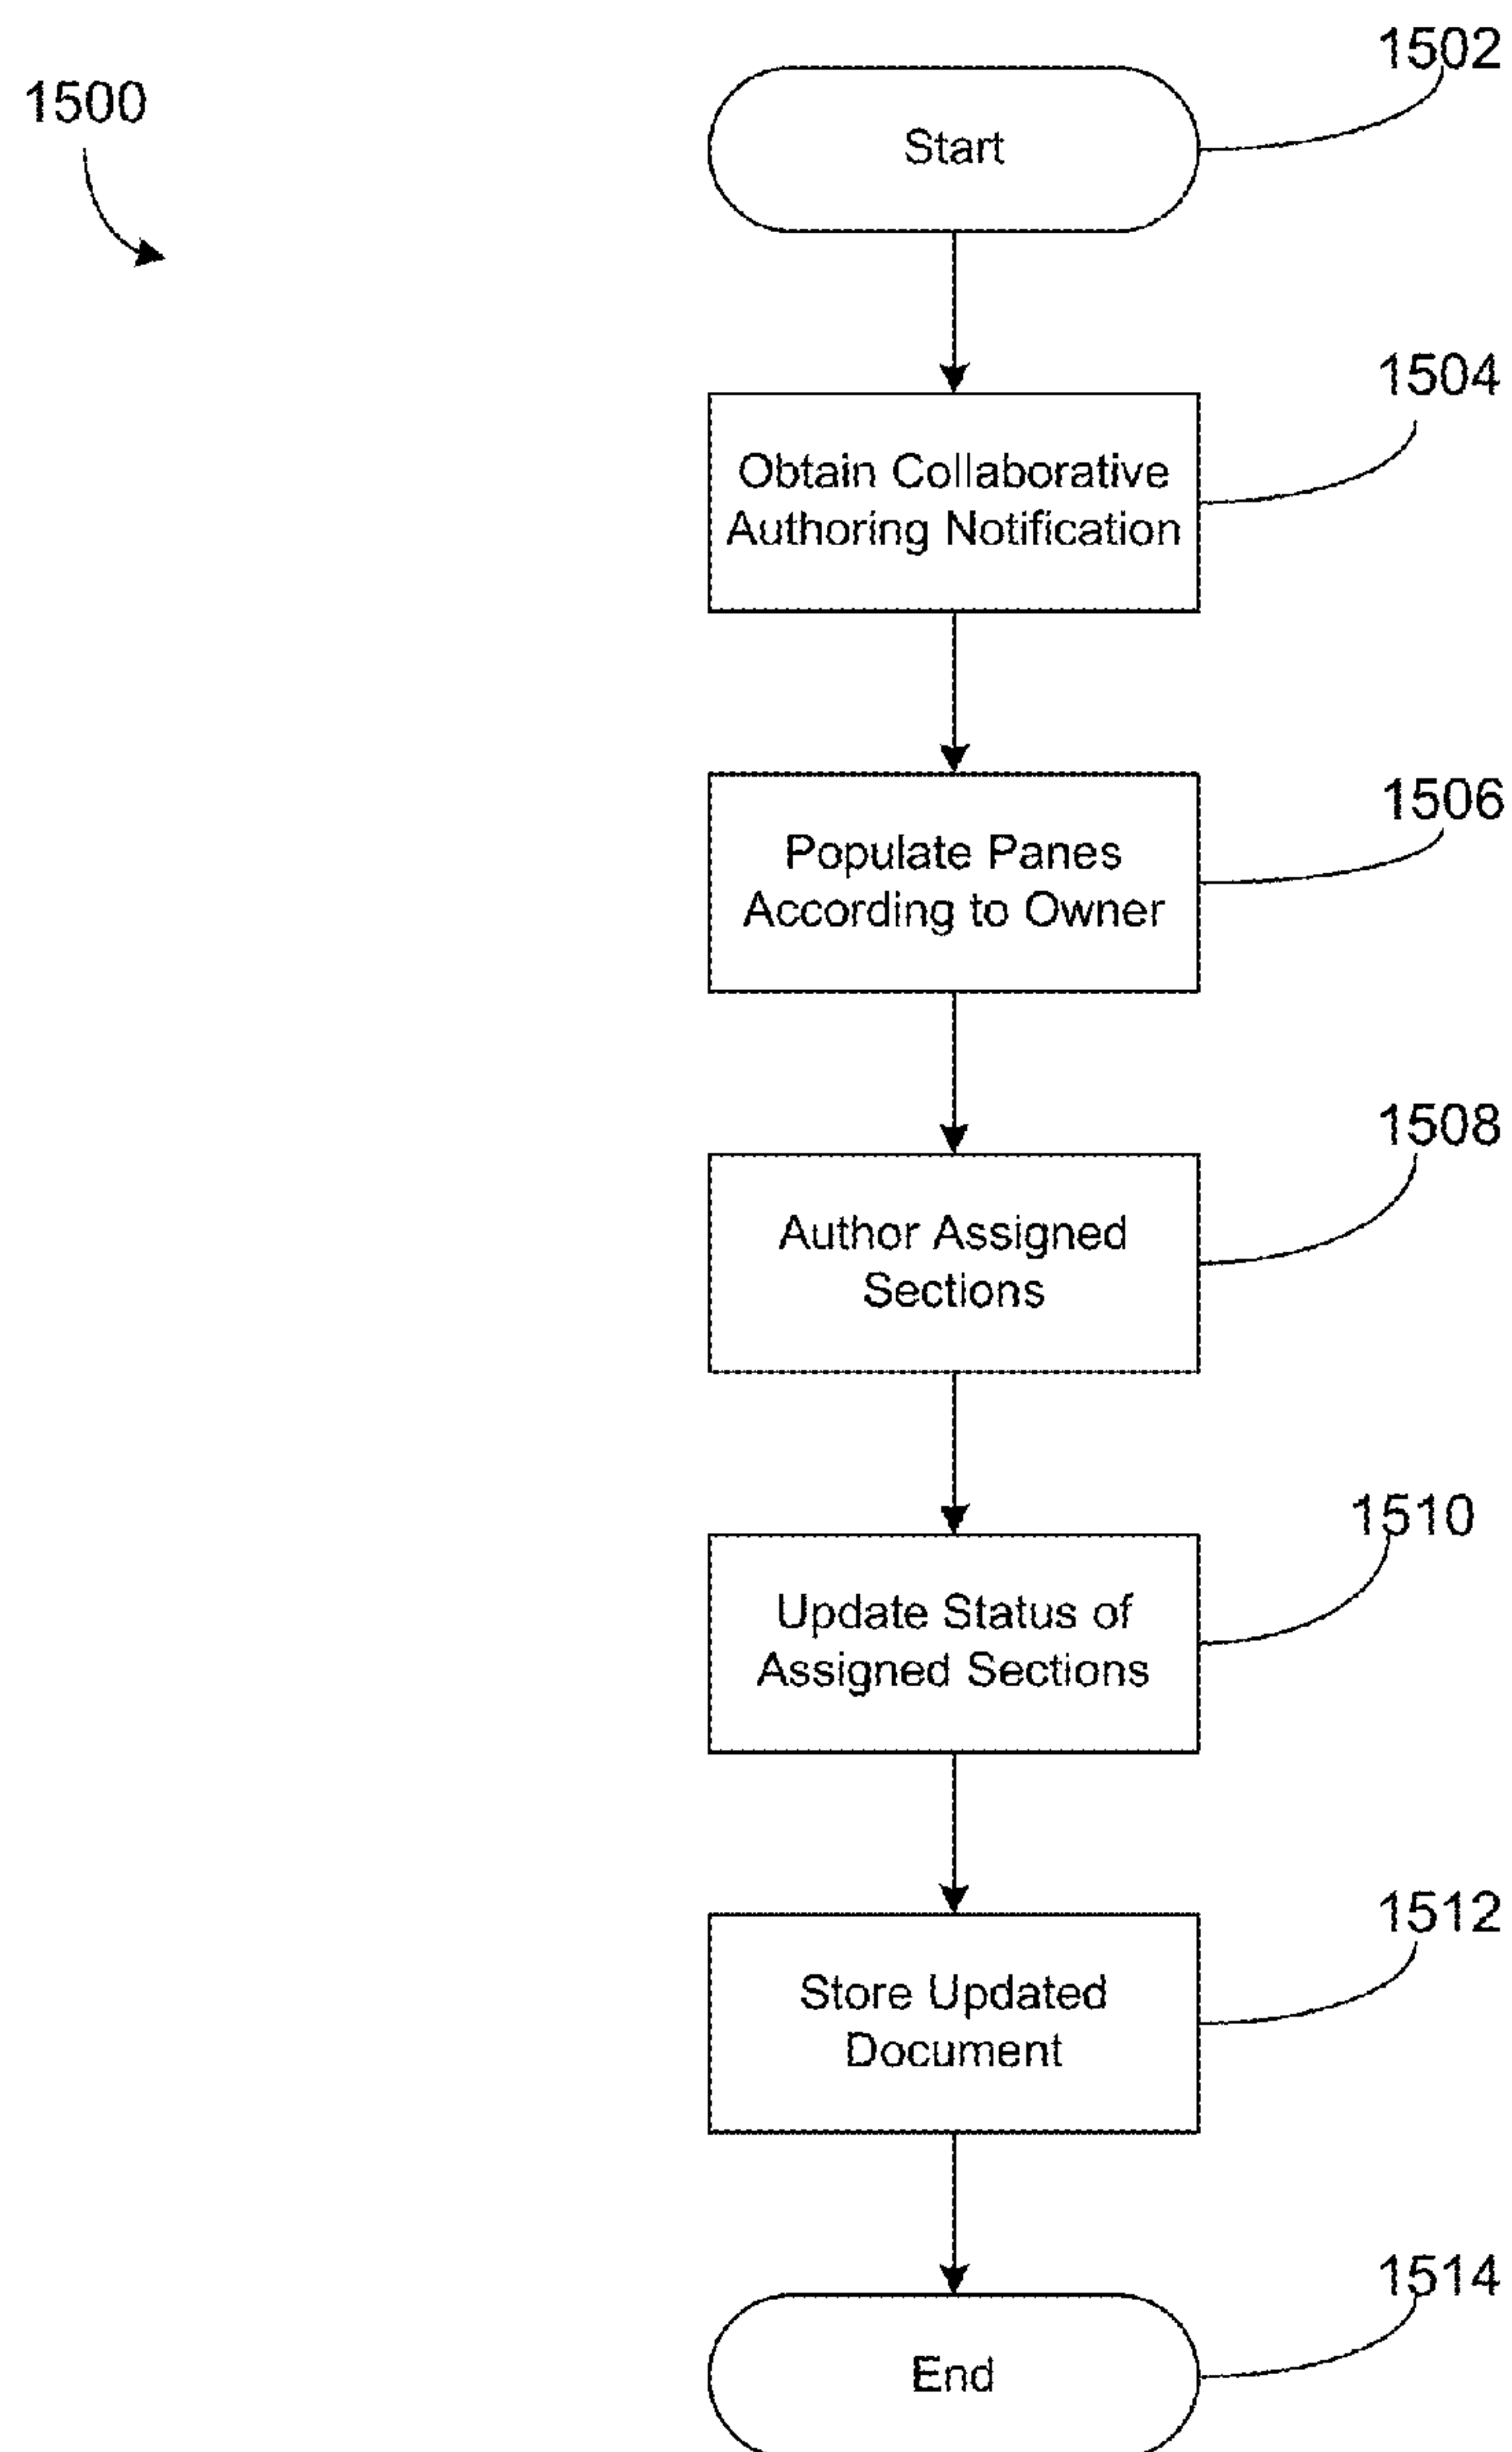 1500
1502
Start
1504
Obtain Collaborative
Authoring Notification
1506
Populate Panes
According to Owner
1508
Author Assigned
Sections
1510
Update Status of
Assigned Sections
1512
Store Updated
Document
1514
End